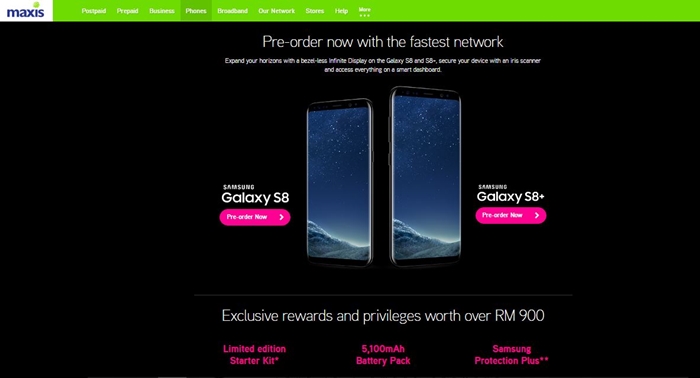 maxis
Postpaid Prepaid Business Phones Broadband Our Network Stores Help More
Pre-order now with the fastest network
Expand your horizons with a bezel-less Infinite Display on the Galaxy S8 and S8+, secure your device with an iris scanner
and access everything on a smart dashboard.
SAMSUNG
Galaxy S8
Pre-order Now
SAMSUNG
Galaxy S8+
Pre-order Now
Exclusive rewards and privileges worth over RM 900
Limited edition
Starter Kit*
5,100mAh
Battery Pack
Samsung
Protection Plus**